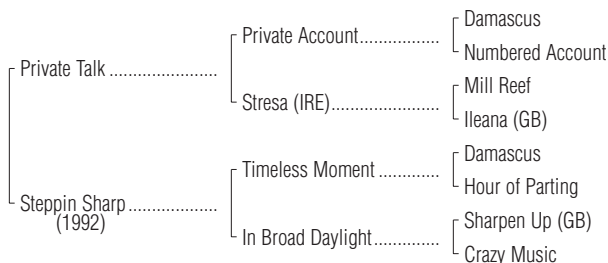 Damascus
Private Account................
Numbered Account
Private Talk ......................
Mill Reef
Stresa (IRE)......................
Ileana (GB)
Damascus
Timeless Moment ............
Hour of Parting
Steppin Sharp ..................
(1992)
Sharpen Up (GB)
In Broad Daylight.............
Crazy Music